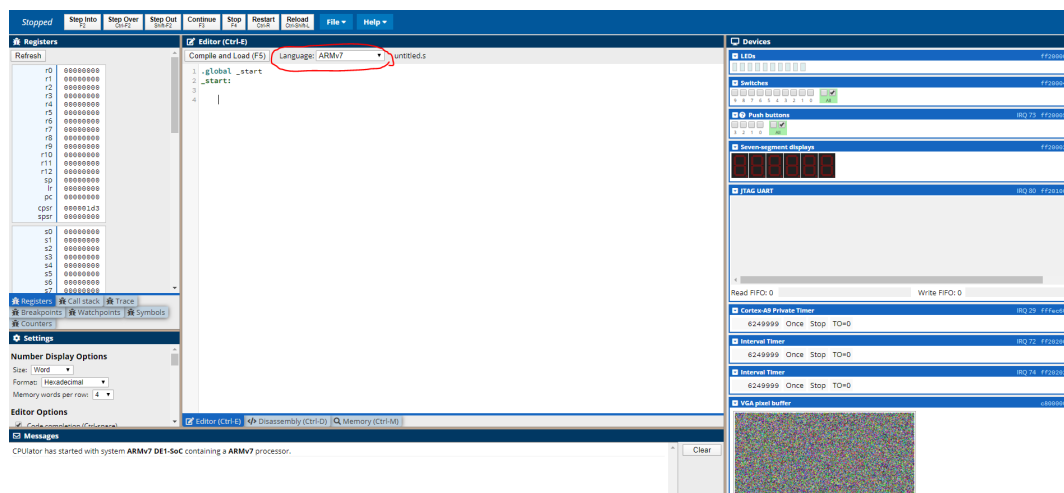 Stopped
Step Into F2
Step Over Ctrl-F2
Step Out Shift-F2
Continue F3
Stop F4
Restart Ctrl-R
Reload Ctrl-Shift-L
File
Help
Registers
Refresh
r0 00000000
r1 00000000
r2 00000000
r3 00000000
r4 00000000
r5 00000000
r6 00000000
r7 00000000
r8 00000000
r9 00000000
r10 00000000
r11 00000000
r12 00000000
sp 00000000
lr 00000000
pc 00000000
cpsr 000001d3
spsr 00000000
s0 00000000
s1 00000000
s2 00000000
s3 00000000
s4 00000000
s5 00000000
s6 00000000
s7 00000000
Registers Call stack Trace
Breakpoints Watchpoints Symbols
Counters
Settings
Number Display Options
Size: Word
Format: Hexadecimal
Memory words per row: 4
Editor Options
Code completion (Ctrl-space)
Editor (Ctrl-E)
Compile and Load (F5) Language: ARMv7 untitled.s
1 .global _start
2 _start:
3
4
Editor (Ctrl-E) Disassembly (Ctrl-D) Memory (Ctrl-M)
Messages
CPUlator has started with system ARMv7 DE1-SoC containing a ARMv7 processor.
Clear
Devices
LEDs
Switches
9 8 7 6 5 4 3 2 1 0 All
Push buttons IRQ 73
3 2 1 0 All
Seven-segment displays
JTAG UART IRQ 80
Read FIFO: 0 Write FIFO: 0
Cortex-A9 Private Timer IRQ 29
6249999 Once Stop TO=0
Interval Timer IRQ 72
6249999 Once Stop TO=0
Interval Timer IRQ 74
6249999 Once Stop TO=0
VGA pixel buffer